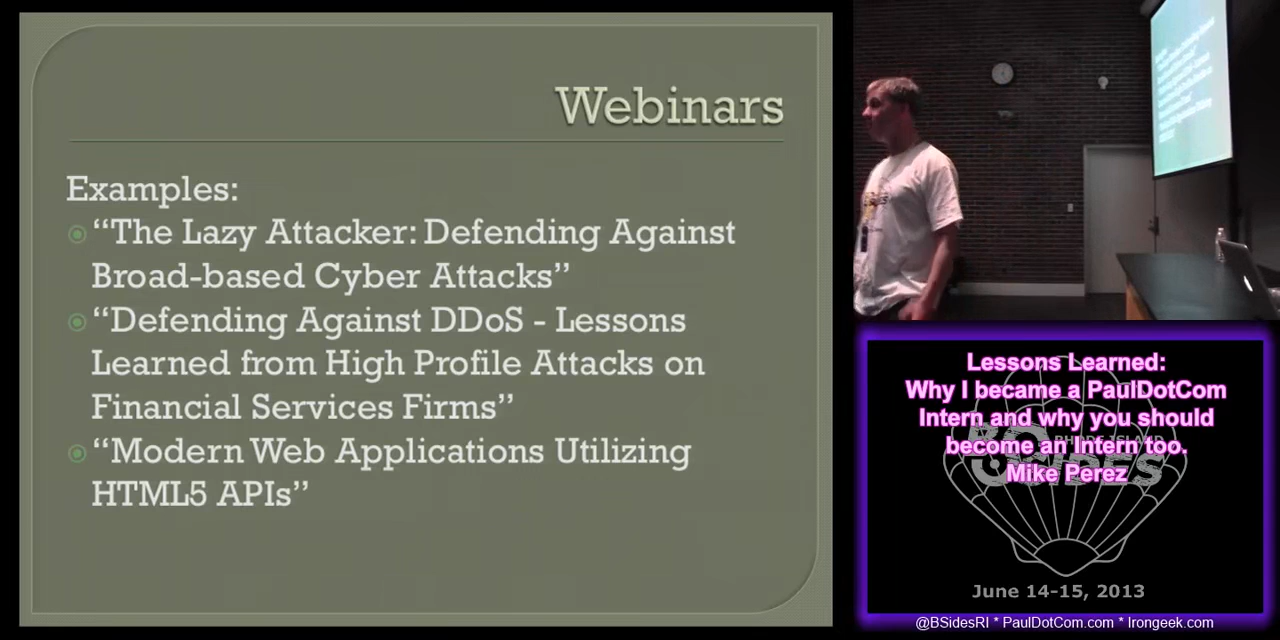 Webinars
Examples:
“The Lazy Attacker: Defending Against
Broad-based Cyber Attacks”
“Defending Against DDoS - Lessons
Learned from High Profile Attacks on
Financial Services Firms”
“Modern Web Applications Utilizing
HTML5 APIs”
Lessons Learned:
Why I became a PaulDotCom
Intern and why you should
become an Intern too.
Mike Perez
June 14-15, 2013
@BSidesRI * PaulDotCom.com * Irongeek.com